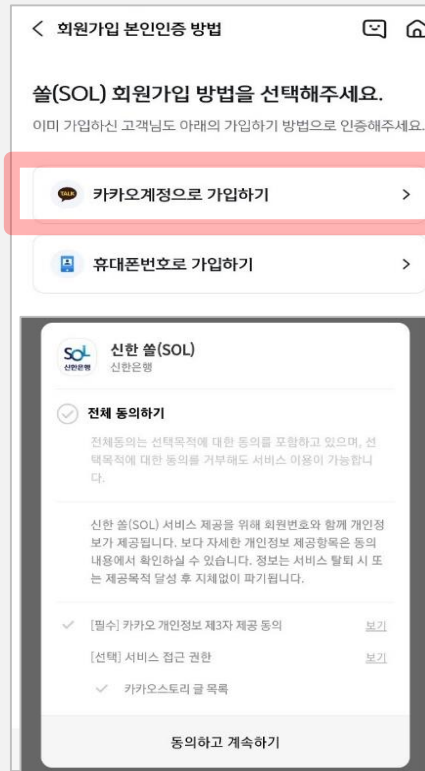 회원가입 본인인증 방법
쏠(SOL) 회원가입 방법을 선택해주세요.
이미 가입하신 고객님도 아래의 가입하기 방법으로 인증해주세요.
TALK 카카오계정으로 가입하기
휴대폰번호로 가입하기
SOL 신한은행
신한 쏠(SOL)
신한은행
전체 동의하기
전체동의는 선택목적에 대한 동의를 포함하고 있으며, 선
택목적에 대한 동의를 거부해도 서비스 이용이 가능합니
다.
신한 쏠(SOL) 서비스 제공을 위해 회원번호와 함께 개인정
보가 제공됩니다. 보다 자세한 개인정보 제공항목은 동의
내용에서 확인하실 수 있습니다. 정보는 서비스 탈퇴 시 또
는 제공목적 달성 후 지체없이 파기됩니다.
[필수] 카카오 개인정보 제3자 제공 동의 보기
[선택] 서비스 접근 권한 보기
카카오스토리 글 목록
동의하고 계속하기